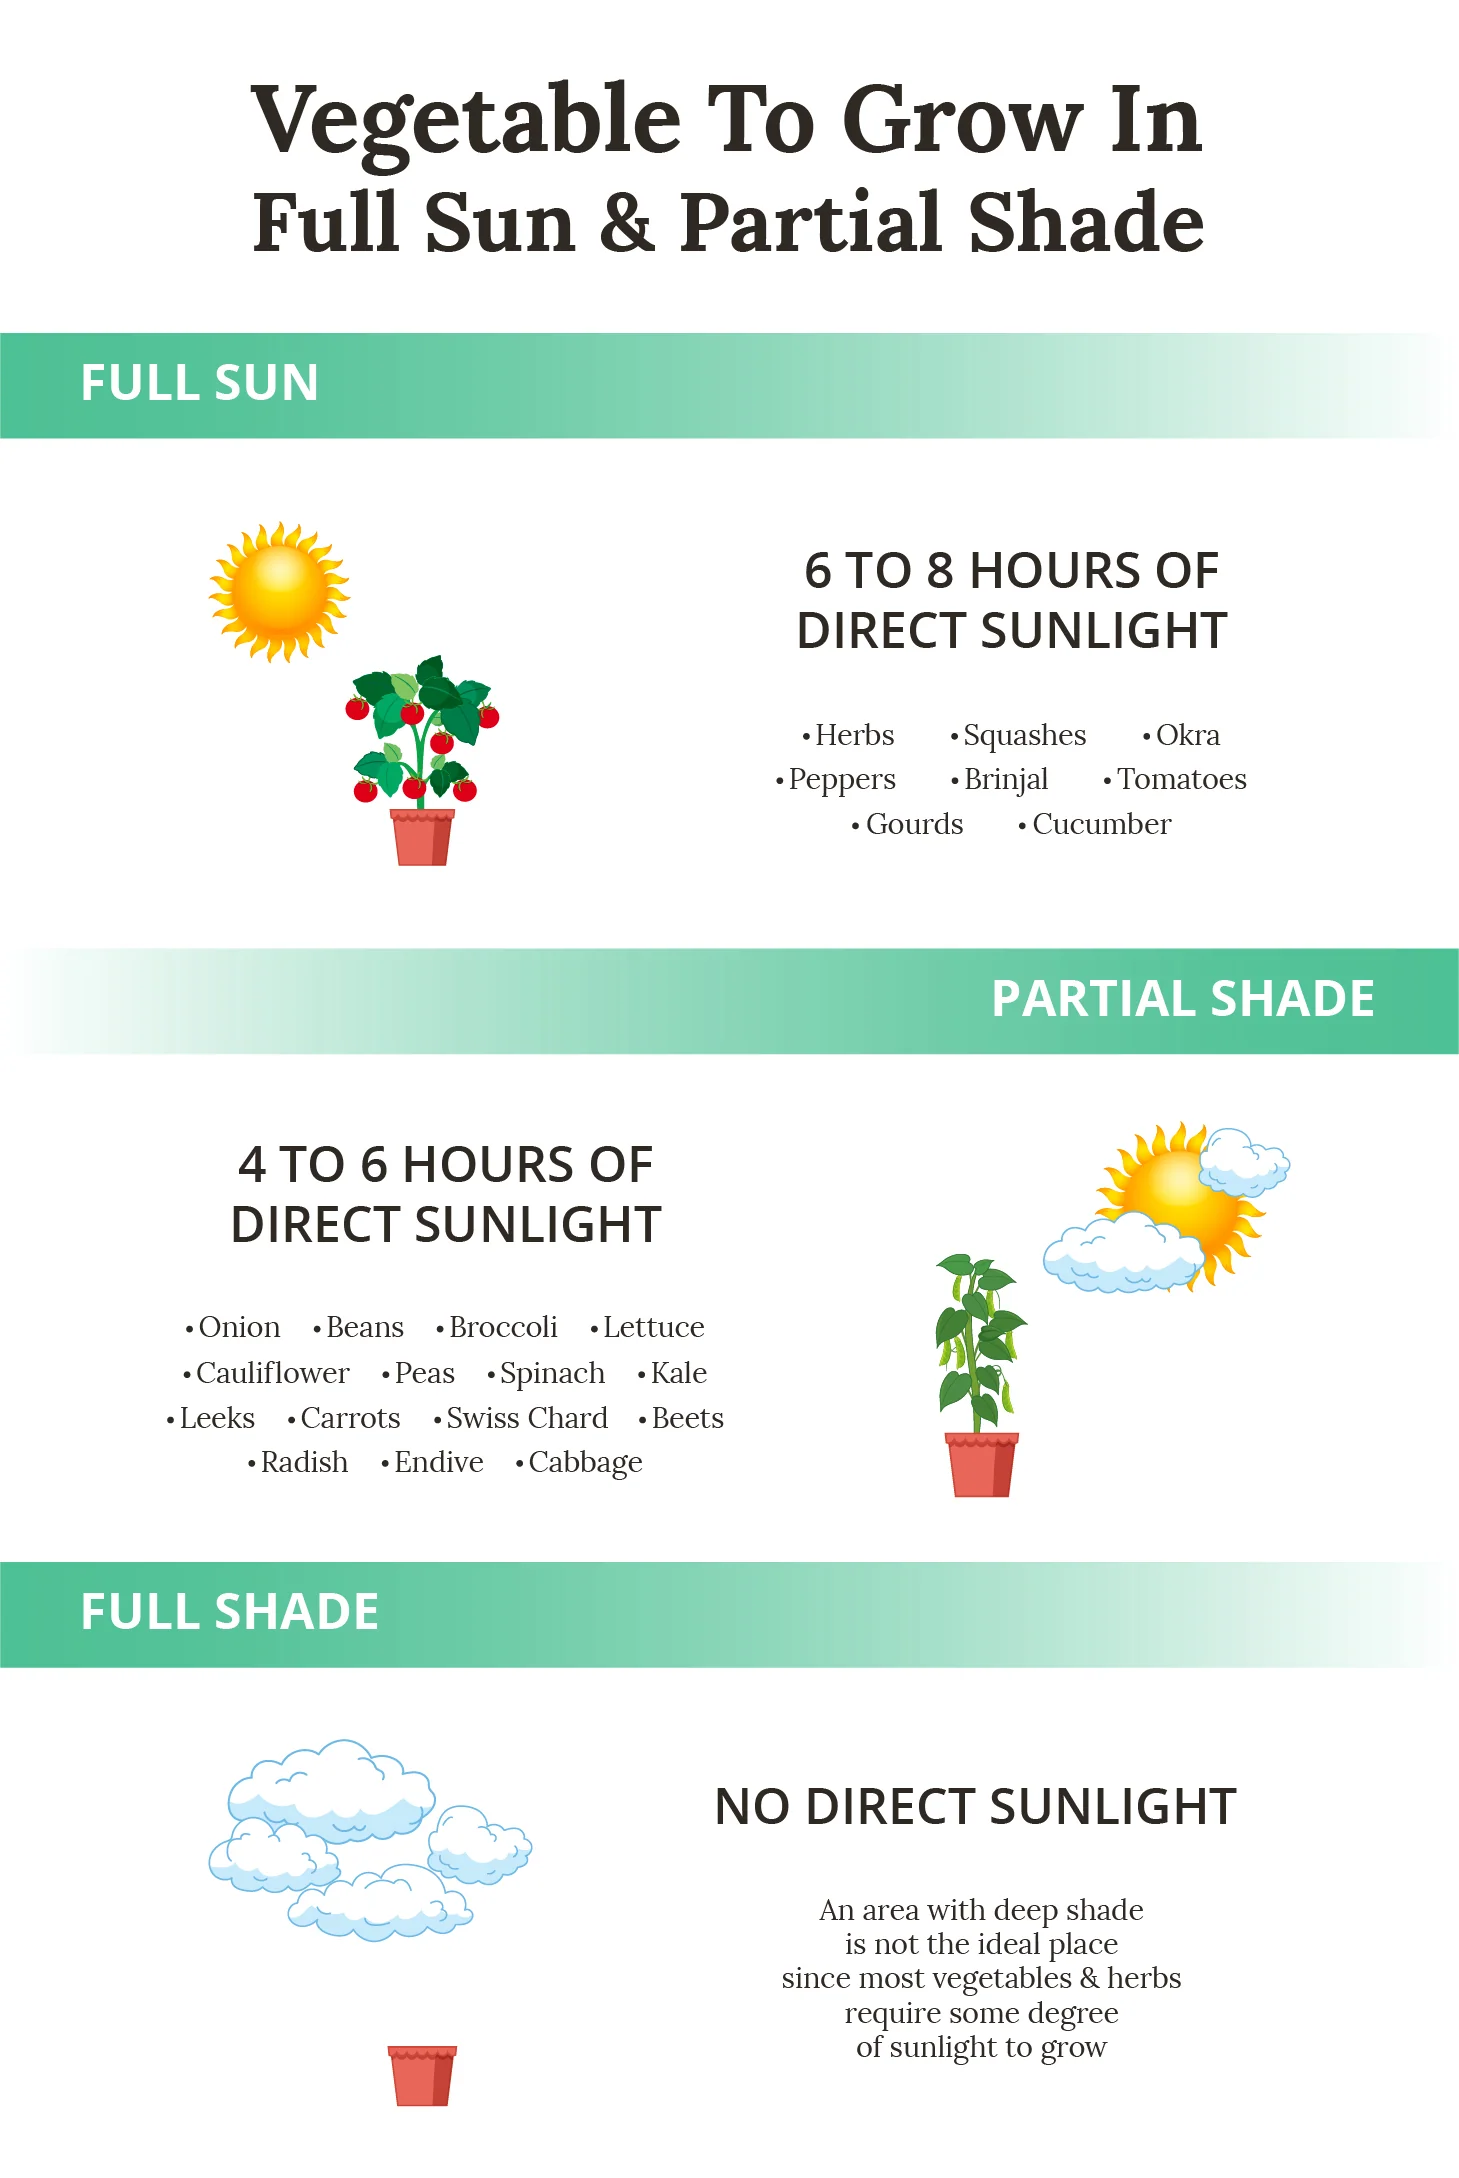 Vegetable To Grow In
Full Sun & Partial Shade
FULL SUN
6 TO 8 HOURS OF
DIRECT SUNLIGHT
• Herbs • Squashes • Okra
• Peppers • Brinjal • Tomatoes
• Gourds • Cucumber
PARTIAL SHADE
4 TO 6 HOURS OF
DIRECT SUNLIGHT
• Onion • Beans • Broccoli • Lettuce
• Cauliflower • Peas • Spinach • Kale
• Leeks • Carrots • Swiss Chard • Beets
• Radish • Endive • Cabbage
FULL SHADE
NO DIRECT SUNLIGHT
An area with deep shade
is not the ideal place
since most vegetables & herbs
require some degree
of sunlight to grow